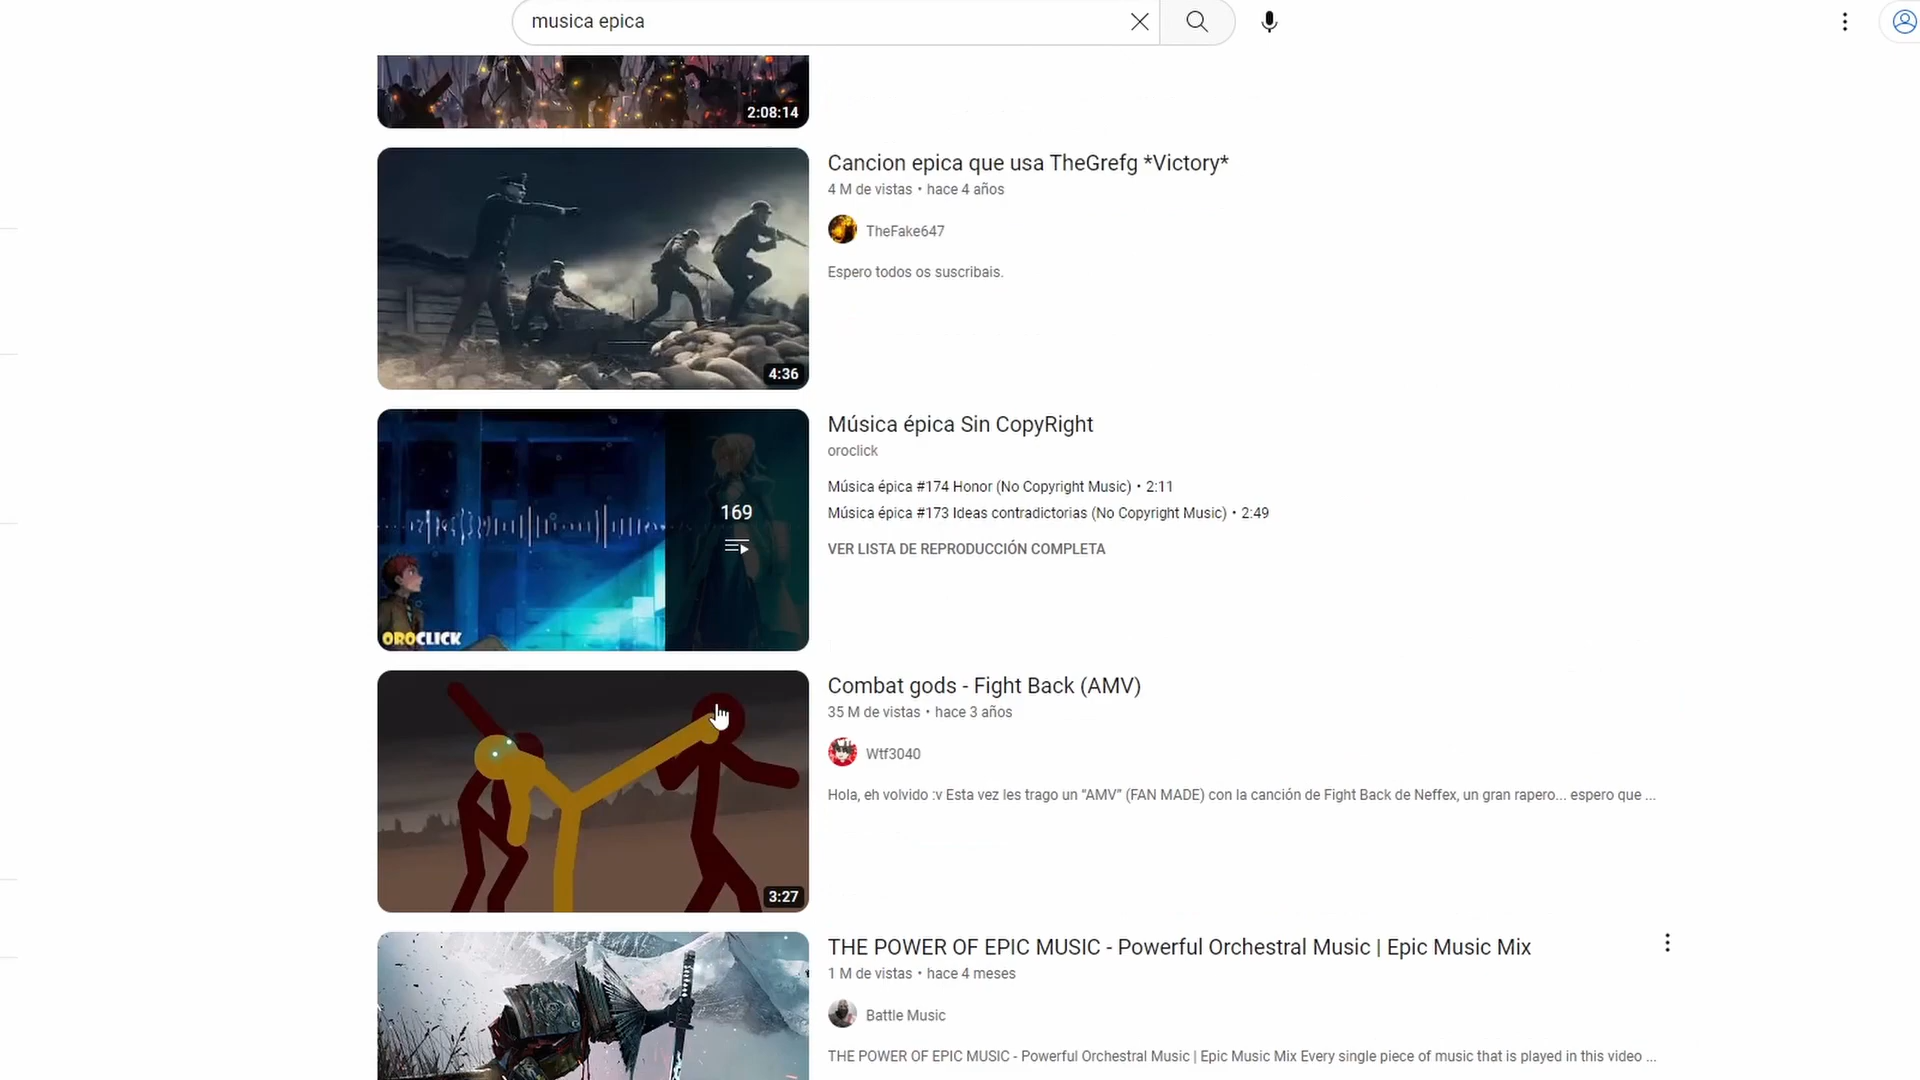 musica epica
2:08:14
Cancion epica que usa TheGrefg *Victory*
4 M de vistas • hace 4 años
TheFake647
Espero todos os suscribais.
4:36
Música épica Sin CopyRight
oroclick
Música épica #174 Honor (No Copyright Music) • 2:11
169
Música épica #173 Ideas contradictorias (No Copyright Music) • 2:49
VER LISTA DE REPRODUCCIÓN COMPLETA
OROCLICK
Combat gods - Fight Back (AMV)
35 M de vistas • hace 3 años
Wtf3040
Hola, eh volvido :v Esta vez les trago un “AMV” (FAN MADE) con la canción de Fight Back de Neffex, un gran rapero... espero que ...
3:27
THE POWER OF EPIC MUSIC - Powerful Orchestral Music | Epic Music Mix
1 M de vistas • hace 4 meses
Battle Music
THE POWER OF EPIC MUSIC - Powerful Orchestral Music | Epic Music Mix Every single piece of music that is played in this video ...